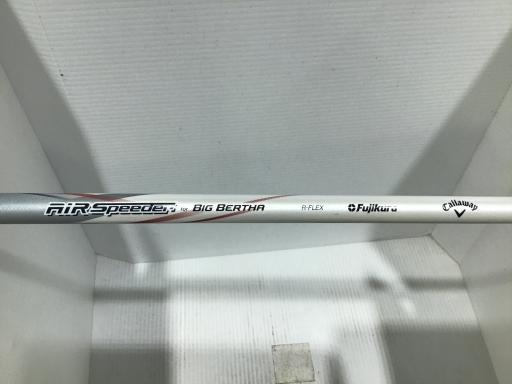 AiR Speeder for BIG BERTHA R-FLEX Fujikura Callaway